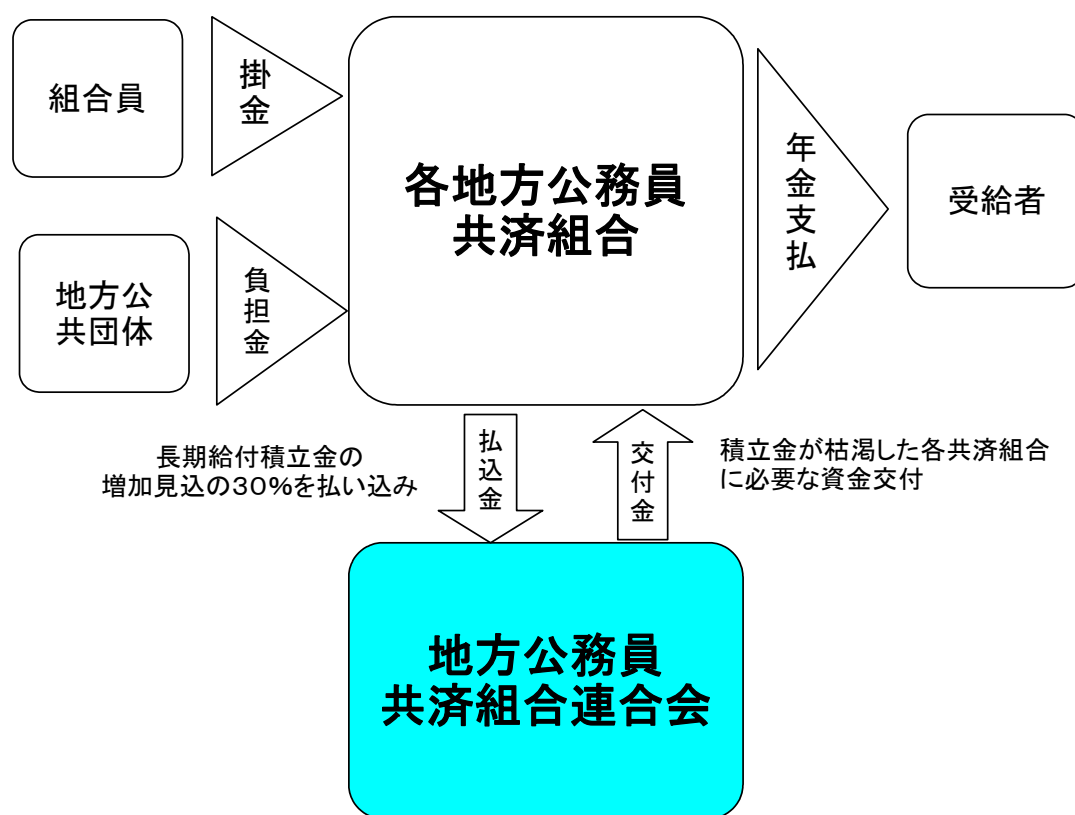 組合員
掛金
各地方公務員
共済組合
年金支払
受給者
地方公
共団体
負担金
長期給付積立金の
増加見込の30%を払い込み
払込金
交付金
積立金が枯渇した各共済組合
に必要な資金交付
地方公務員
共済組合連合会